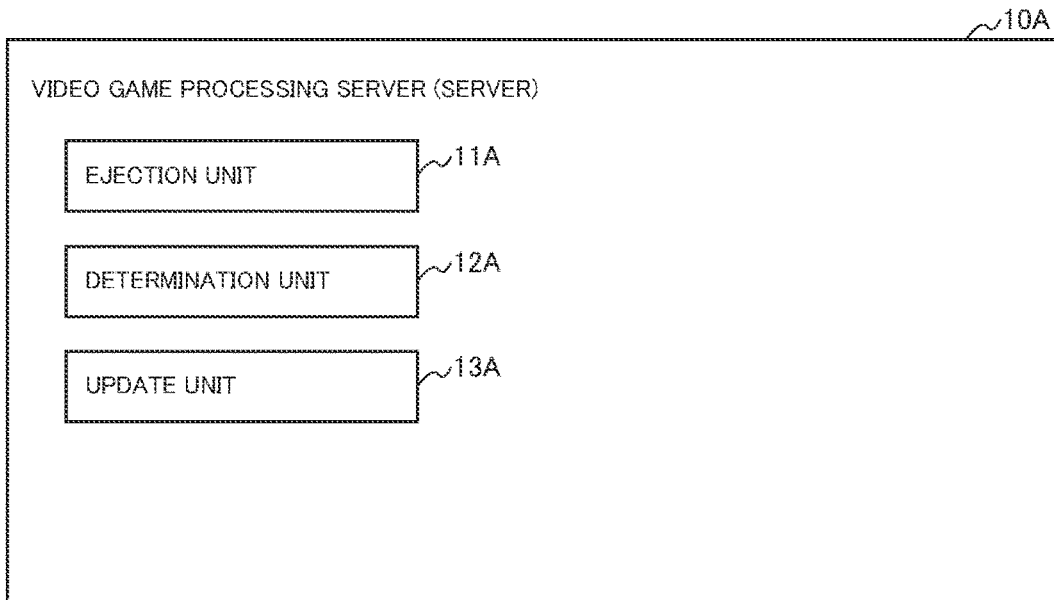 10A
VIDEO GAME PROCESSING SERVER (SERVER)
EJECTION UNIT
11A
DETERMINATION UNIT
12A
UPDATE UNIT
13A